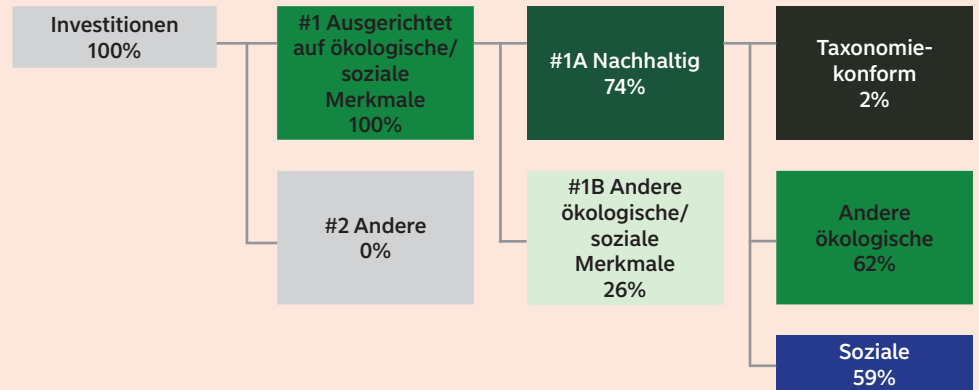 Investitionen
100%
#1 Ausgerichtet
auf ökologische/
soziale
Merkmale
100%
#2 Andere
0%
#1A Nachhaltig
74%
#1B Andere
ökologische/
soziale
Merkmale
26%
Taxonomie-
konform
2%
Andere
ökologische
62%
Soziale
59%